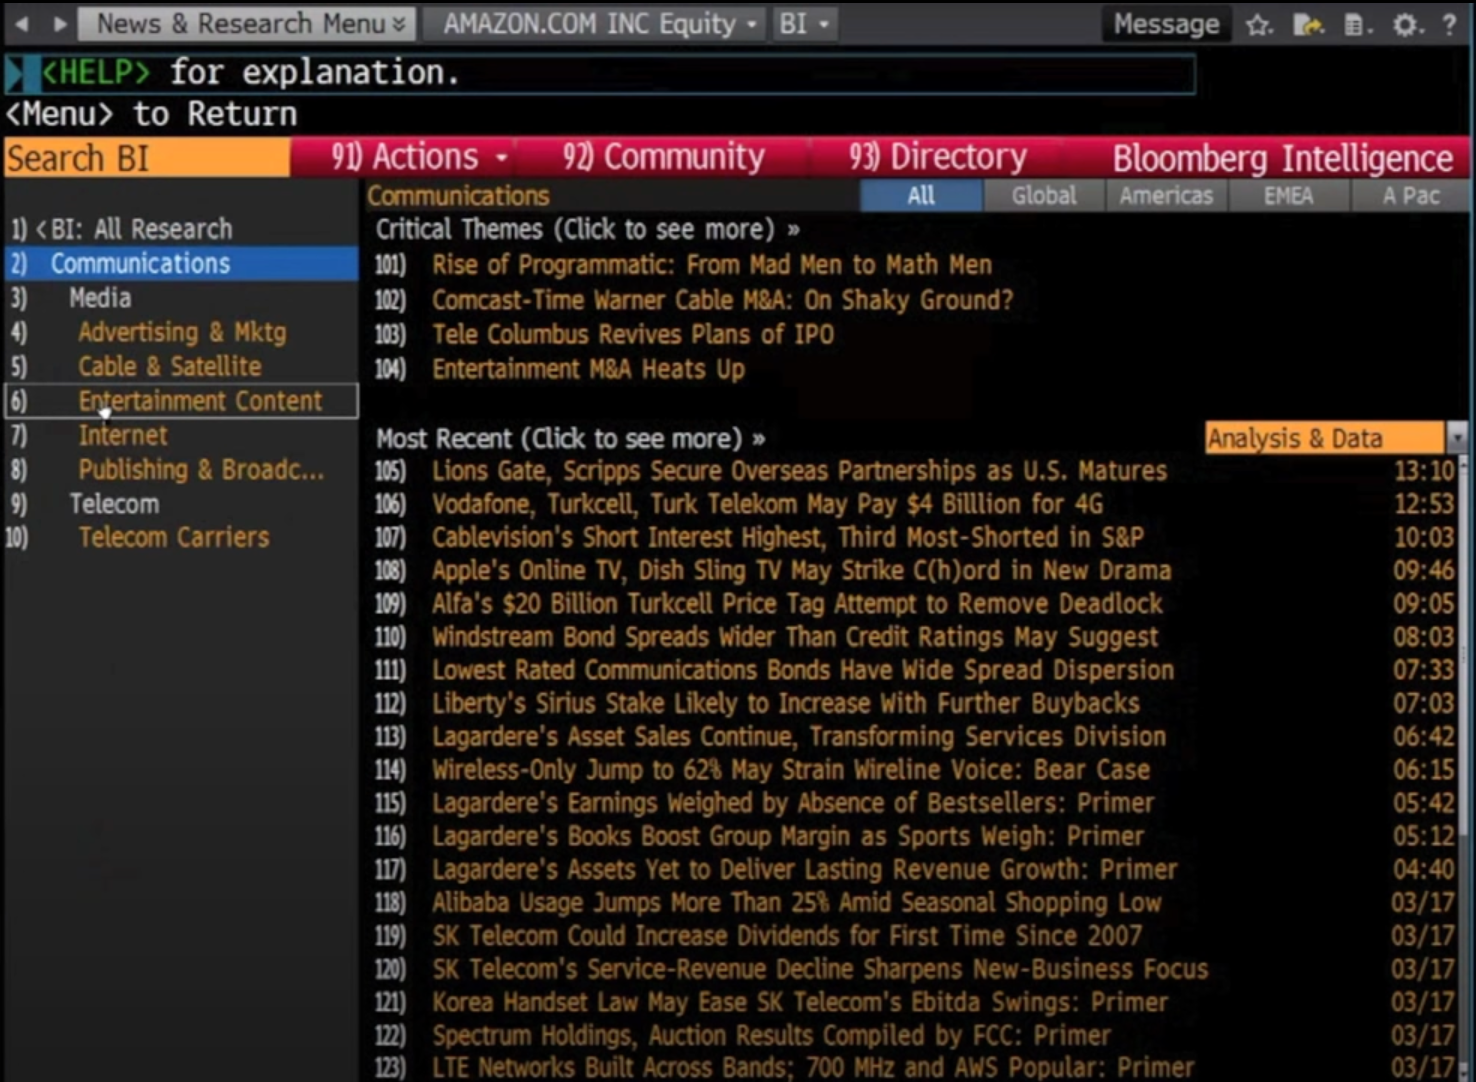 News & Research Menu AMAZON.COM INC Equity BI Message ?
<HELP> for explanation.
<Menu> to Return
Search BI 91) Actions 92) Community 93) Directory Bloomberg Intelligence
Communications All Global Americas EMEA A Pac
1) <BI: All Research
2) Communications
3) Media
4) Advertising & Mktg
5) Cable & Satellite
6) Entertainment Content
7) Internet
8) Publishing & Broadc...
9) Telecom
10) Telecom Carriers
Critical Themes (Click to see more) »
101) Rise of Programmatic: From Mad Men to Math Men
102) Comcast-Time Warner Cable M&A: On Shaky Ground?
103) Tele Columbus Revives Plans of IPO
104) Entertainment M&A Heats Up
Most Recent (Click to see more) » Analysis & Data
105) Lions Gate, Scripps Secure Overseas Partnerships as U.S. Matures 13:10
106) Vodafone, Turkcell, Turk Telekom May Pay $4 Billlion for 4G 12:53
107) Cablevision's Short Interest Highest, Third Most-Shorted in S&P 10:03
108) Apple's Online TV, Dish Sling TV May Strike C(h)ord in New Drama 09:46
109) Alfa's $20 Billion Turkcell Price Tag Attempt to Remove Deadlock 09:05
110) Windstream Bond Spreads Wider Than Credit Ratings May Suggest 08:03
111) Lowest Rated Communications Bonds Have Wide Spread Dispersion 07:33
112) Liberty's Sirius Stake Likely to Increase With Further Buybacks 07:03
113) Lagardere's Asset Sales Continue, Transforming Services Division 06:42
114) Wireless-Only Jump to 62% May Strain Wireline Voice: Bear Case 06:15
115) Lagardere's Earnings Weighed by Absence of Bestsellers: Primer 05:42
116) Lagardere's Books Boost Group Margin as Sports Weigh: Primer 05:12
117) Lagardere's Assets Yet to Deliver Lasting Revenue Growth: Primer 04:40
118) Alibaba Usage Jumps More Than 25% Amid Seasonal Shopping Low 03/17
119) SK Telecom Could Increase Dividends for First Time Since 2007 03/17
120) SK Telecom's Service-Revenue Decline Sharpens New-Business Focus 03/17
121) Korea Handset Law May Ease SK Telecom's Ebitda Swings: Primer 03/17
122) Spectrum Holdings, Auction Results Compiled by FCC: Primer 03/17
123) LTE Networks Built Across Bands; 700 MHz and AWS Popular: Primer 03/17